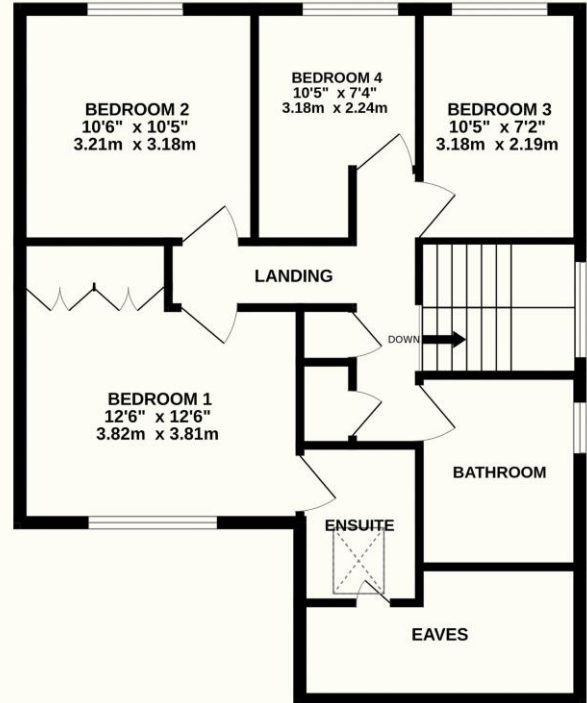 BEDROOM 2
10'6" x 10'5"
3.21m x 3.18m
BEDROOM 4
10'5" x 7'4"
3.18m x 2.24m
BEDROOM 3
10'5" x 7'2"
3.18m x 2.19m
LANDING
DOWN
BEDROOM 1
12'6" x 12'6"
3.82m x 3.81m
BATHROOM
ENSUITE
EAVES